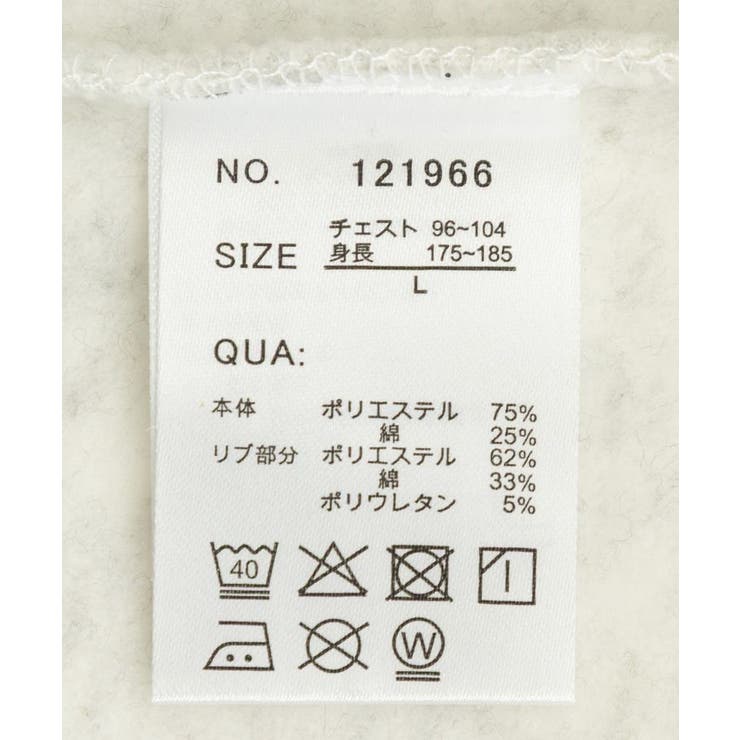 NO. 121966
チェスト 96~104
SIZE 身長 175~185
L
QUA:
本体 ポリエステル 75%
綿 25%
リブ部分 ポリエステル 62%
綿 33%
ポリウレタン 5%
40
W